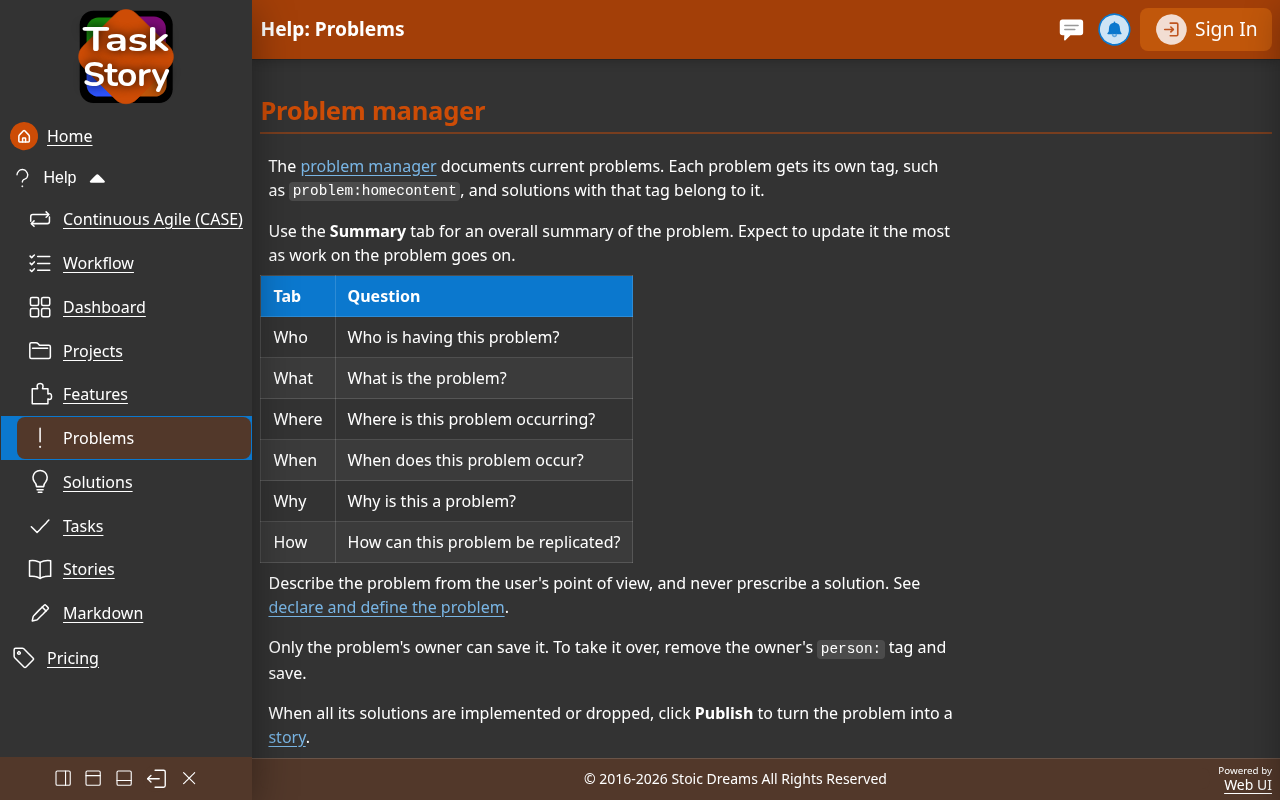 Task
Story
Home
Help
Continuous Agile (CASE)
Workflow
Dashboard
Projects
Features
Problems
Solutions
Tasks
Stories
Markdown
Pricing
Help: Problems
Sign In
Problem manager
The problem manager documents current problems. Each problem gets its own tag, such
as problem:homecontent, and solutions with that tag belong to it.
Use the Summary tab for an overall summary of the problem. Expect to update it the most
as work on the problem goes on.
Tab Question
Who Who is having this problem?
What What is the problem?
Where Where is this problem occurring?
When When does this problem occur?
Why Why is this a problem?
How How can this problem be replicated?
Describe the problem from the user's point of view, and never prescribe a solution. See
declare and define the problem.
Only the problem's owner can save it. To take it over, remove the owner's person: tag and
save.
When all its solutions are implemented or dropped, click Publish to turn the problem into a
story.
© 2016-2026 Stoic Dreams All Rights Reserved
Powered by
Web UI